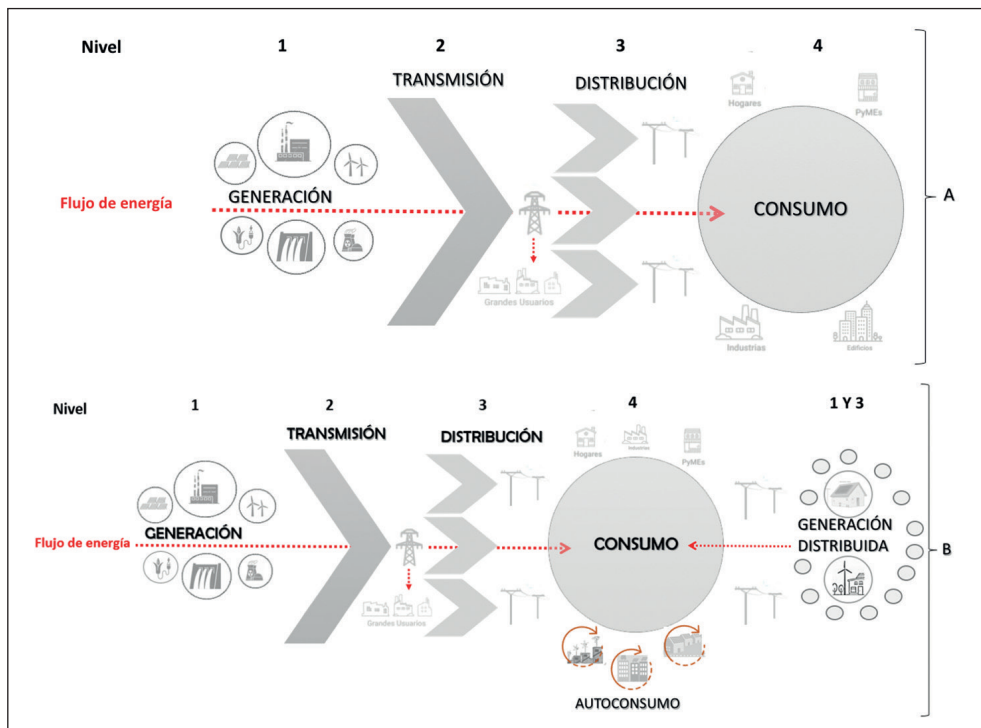 Nivel 1 2 3 4
TRANSMISIÓN DISTRIBUCIÓN
Hogares PyMEs
GENERACIÓN
Flujo de energía
CONSUMO
A
Grandes Usuarios
Industrias Edificios
Nivel 1 2 3 4 1 Y 3
TRANSMISIÓN DISTRIBUCIÓN
Hogares Industrias PyMEs
GENERACIÓN
Flujo de energía
CONSUMO
GENERACIÓN
DISTRIBUIDA
B
Grandes Usuarios
AUTOCONSUMO